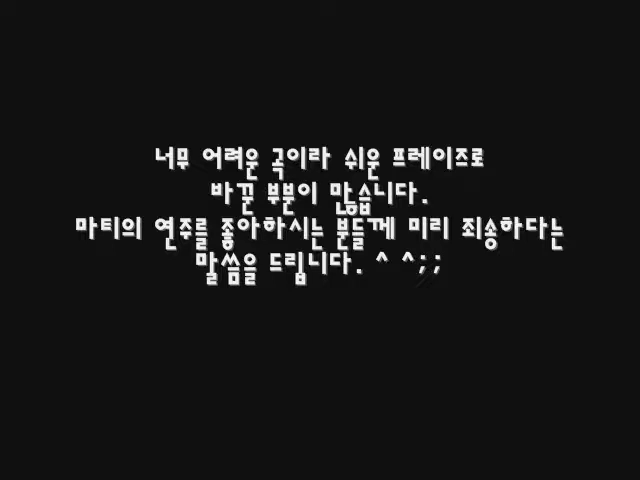 너무 어려운 곡이라 쉬운 프레이즈로
바꾼 부분이 많습니다.
마티의 연주를 좋아하시는 분들께 미리 죄송하다는
말씀을 드립니다. ^ ^;;